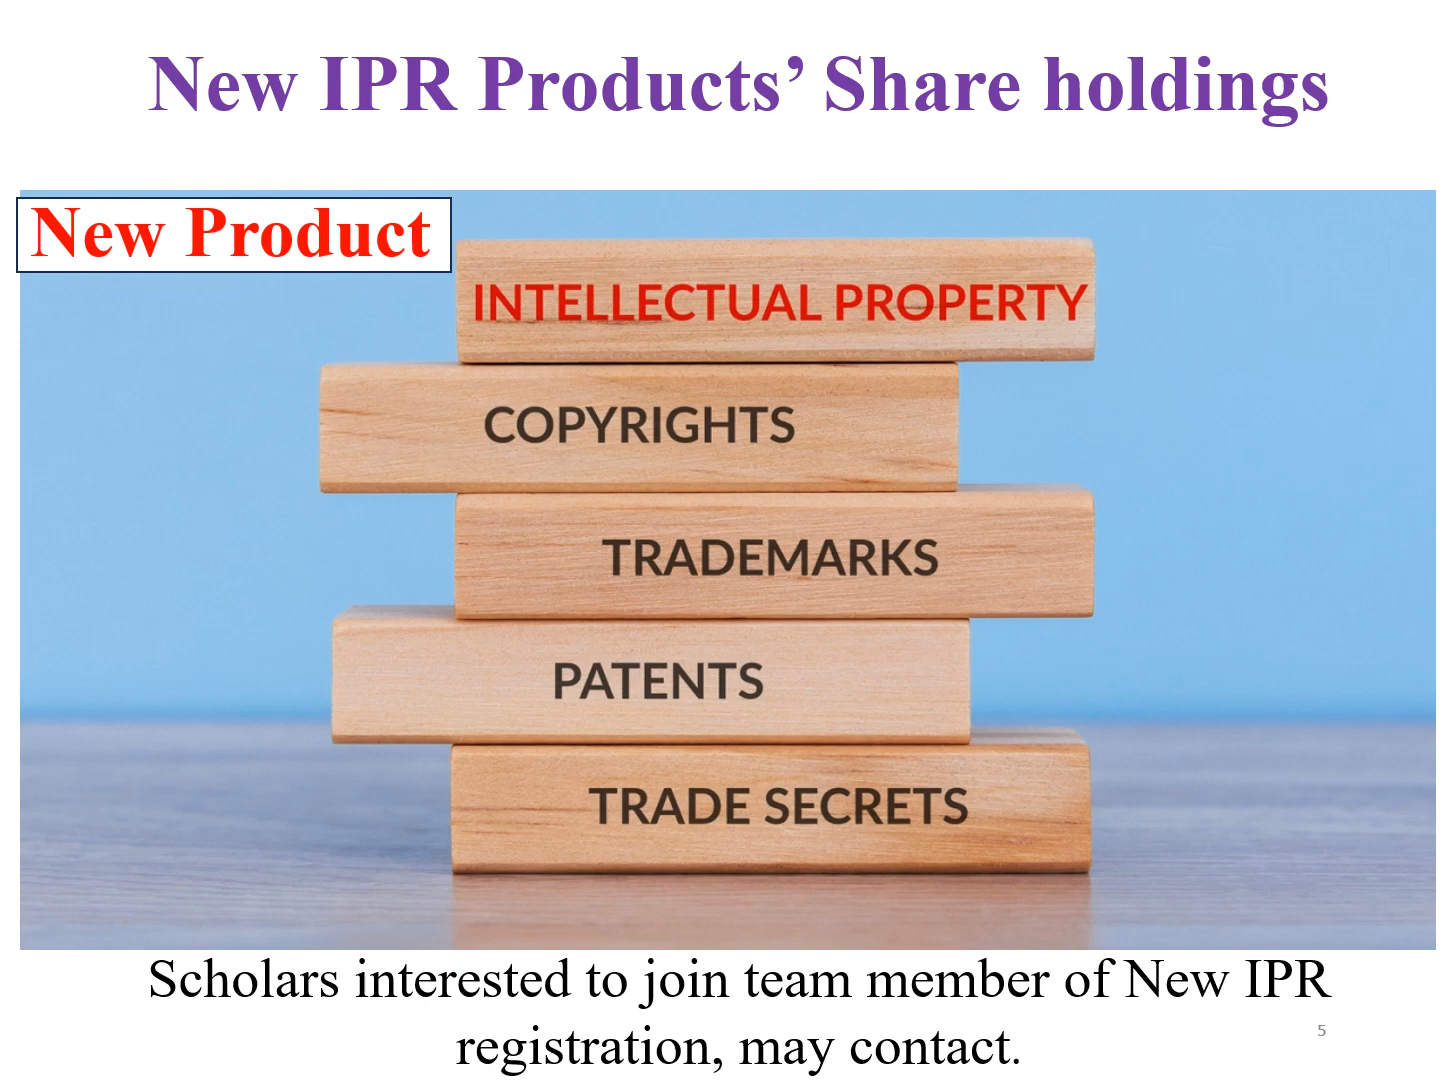 New IPR Products’ Share holdings
New Product
INTELLECTUAL PROPERTY
COPYRIGHTS
TRADEMARKS
PATENTS
TRADE SECRETS
Scholars interested to join team member of New IPR
registration, may contact.
5